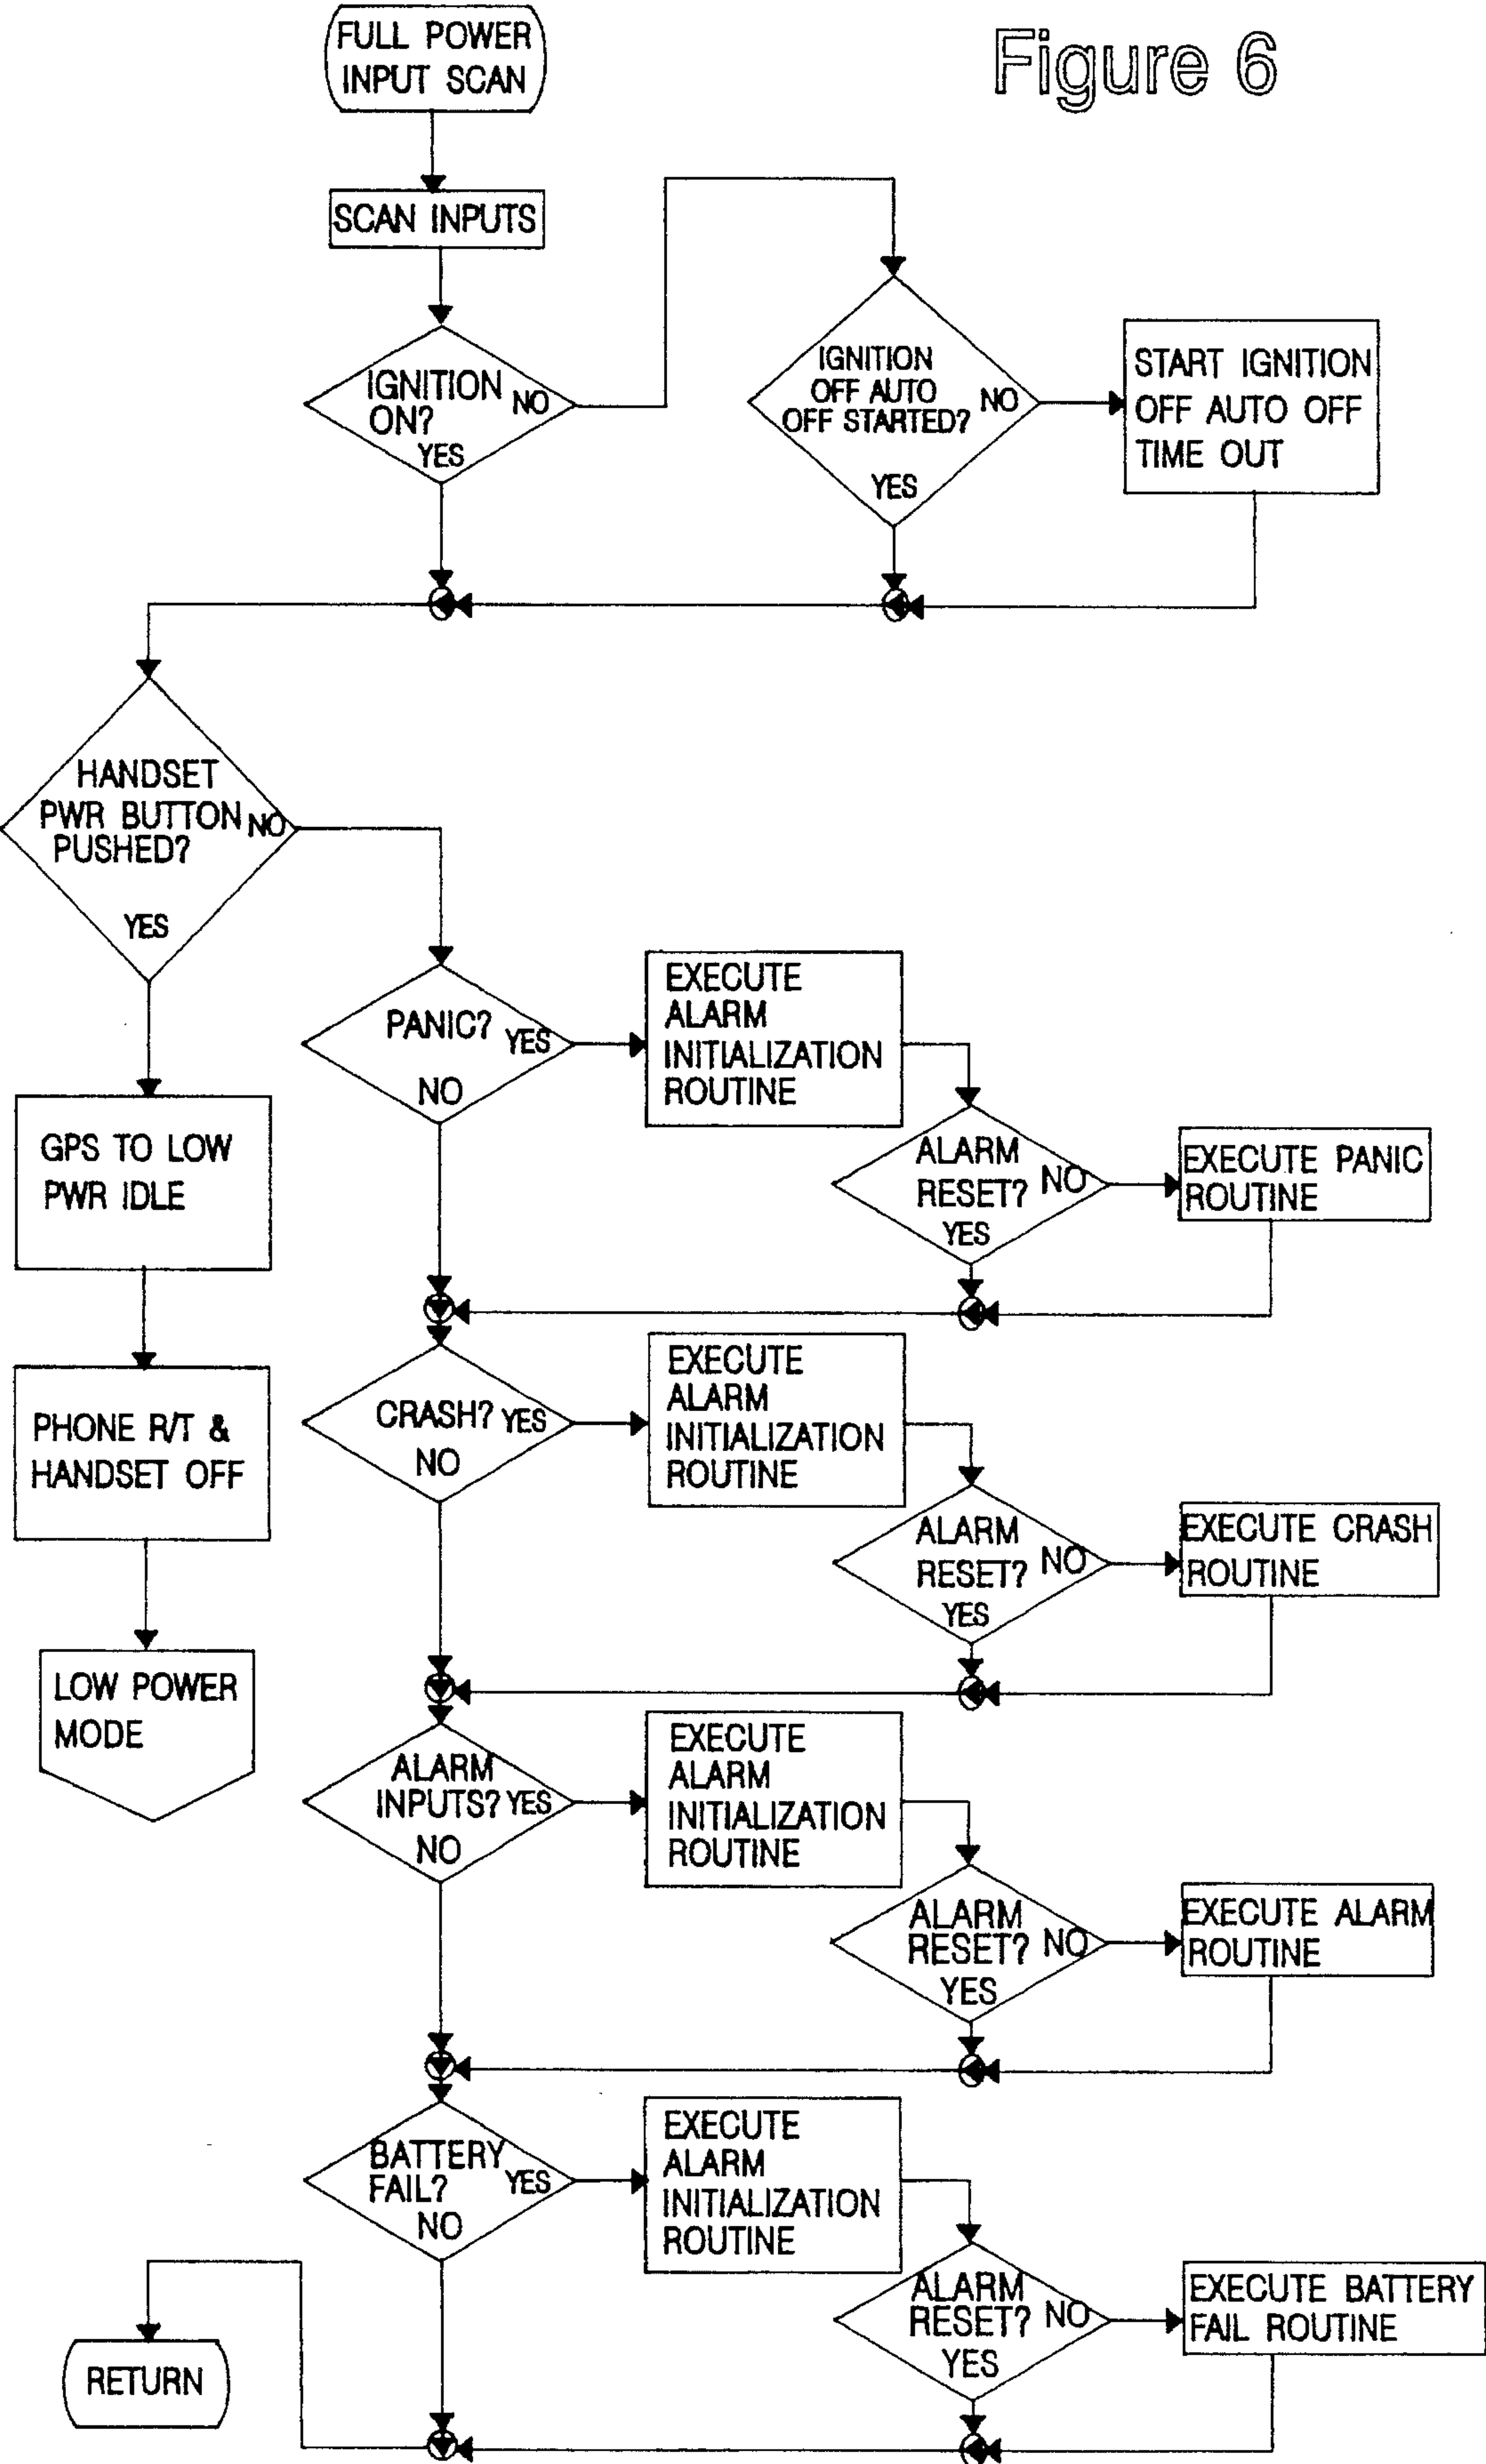 Figure 6
FULL POWER
INPUT SCAN
SCAN INPUTS
IGNITION
ON?
NO
YES
IGNITION
OFF AUTO
OFF STARTED?
NO
YES
START IGNITION
OFF AUTO OFF
TIME OUT
HANDSET
PWR BUTTON
PUSHED?
NO
YES
GPS TO LOW
PWR IDLE
PHONE R/T &
HANDSET OFF
LOW POWER
MODE
PANIC?
YES
NO
EXECUTE
ALARM
INITIALIZATION
ROUTINE
ALARM
RESET?
NO
YES
EXECUTE PANIC
ROUTINE
CRASH?
YES
NO
EXECUTE
ALARM
INITIALIZATION
ROUTINE
ALARM
RESET?
NO
YES
EXECUTE CRASH
ROUTINE
ALARM
INPUTS?
YES
NO
EXECUTE
ALARM
INITIALIZATION
ROUTINE
ALARM
RESET?
NO
YES
EXECUTE ALARM
ROUTINE
BATTERY
FAIL?
YES
NO
EXECUTE
ALARM
INITIALIZATION
ROUTINE
ALARM
RESET?
NO
YES
EXECUTE BATTERY
FAIL ROUTINE
RETURN